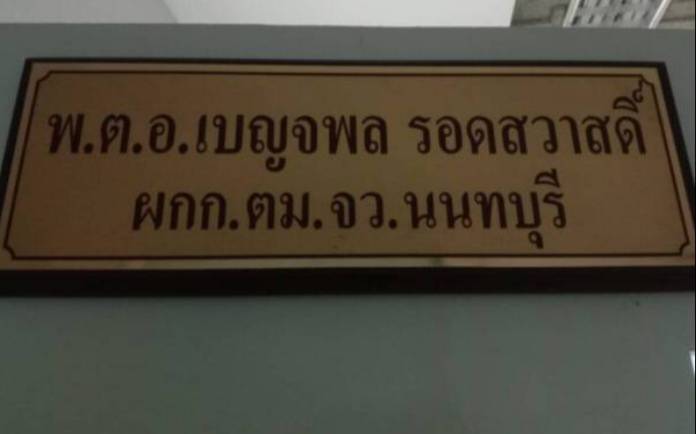 พ.ต.อ.เบญจพล รอดสวาสดิ์
ผกก.ตม.จว.นนทบุรี